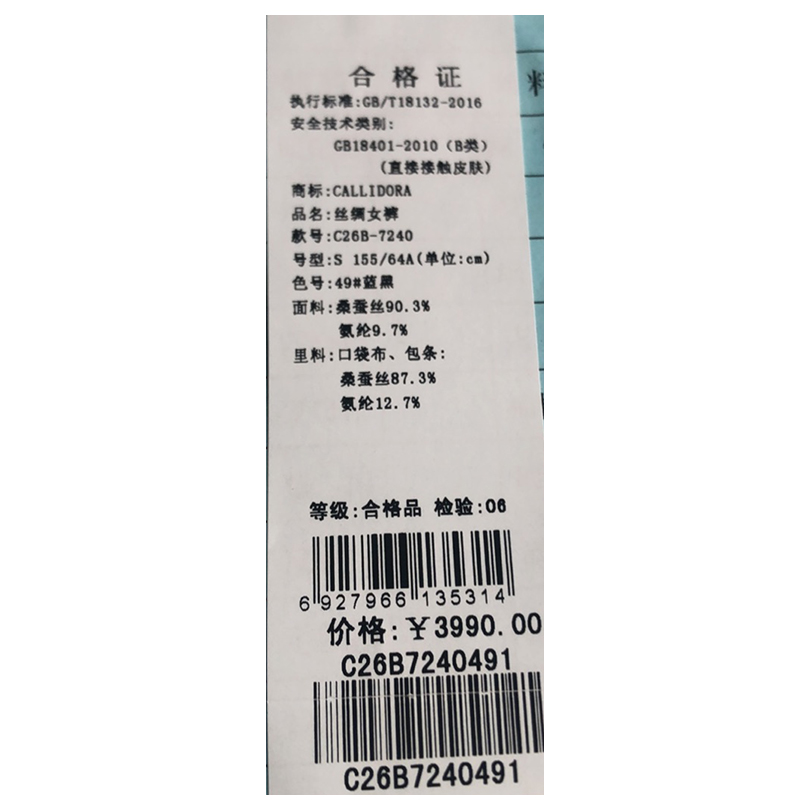 合格证
执行标准:GB/T18132-2016
安全技术类别:
GB18401-2010（B类）
(直接接触皮肤)
商标:CALLIDORA
品名:丝绸女裤
款号:C26B-7240
号型:S 155/64A(单位:cm)
色号:49#蓝黑
面料:桑蚕丝90.3%
氨纶9.7%
里料:口袋布、包条:
桑蚕丝87.3%
氨纶12.7%
等级:合格品 检验:06
6 927966 135314
价格:￥3990.00
C26B7240491
C26B7240491